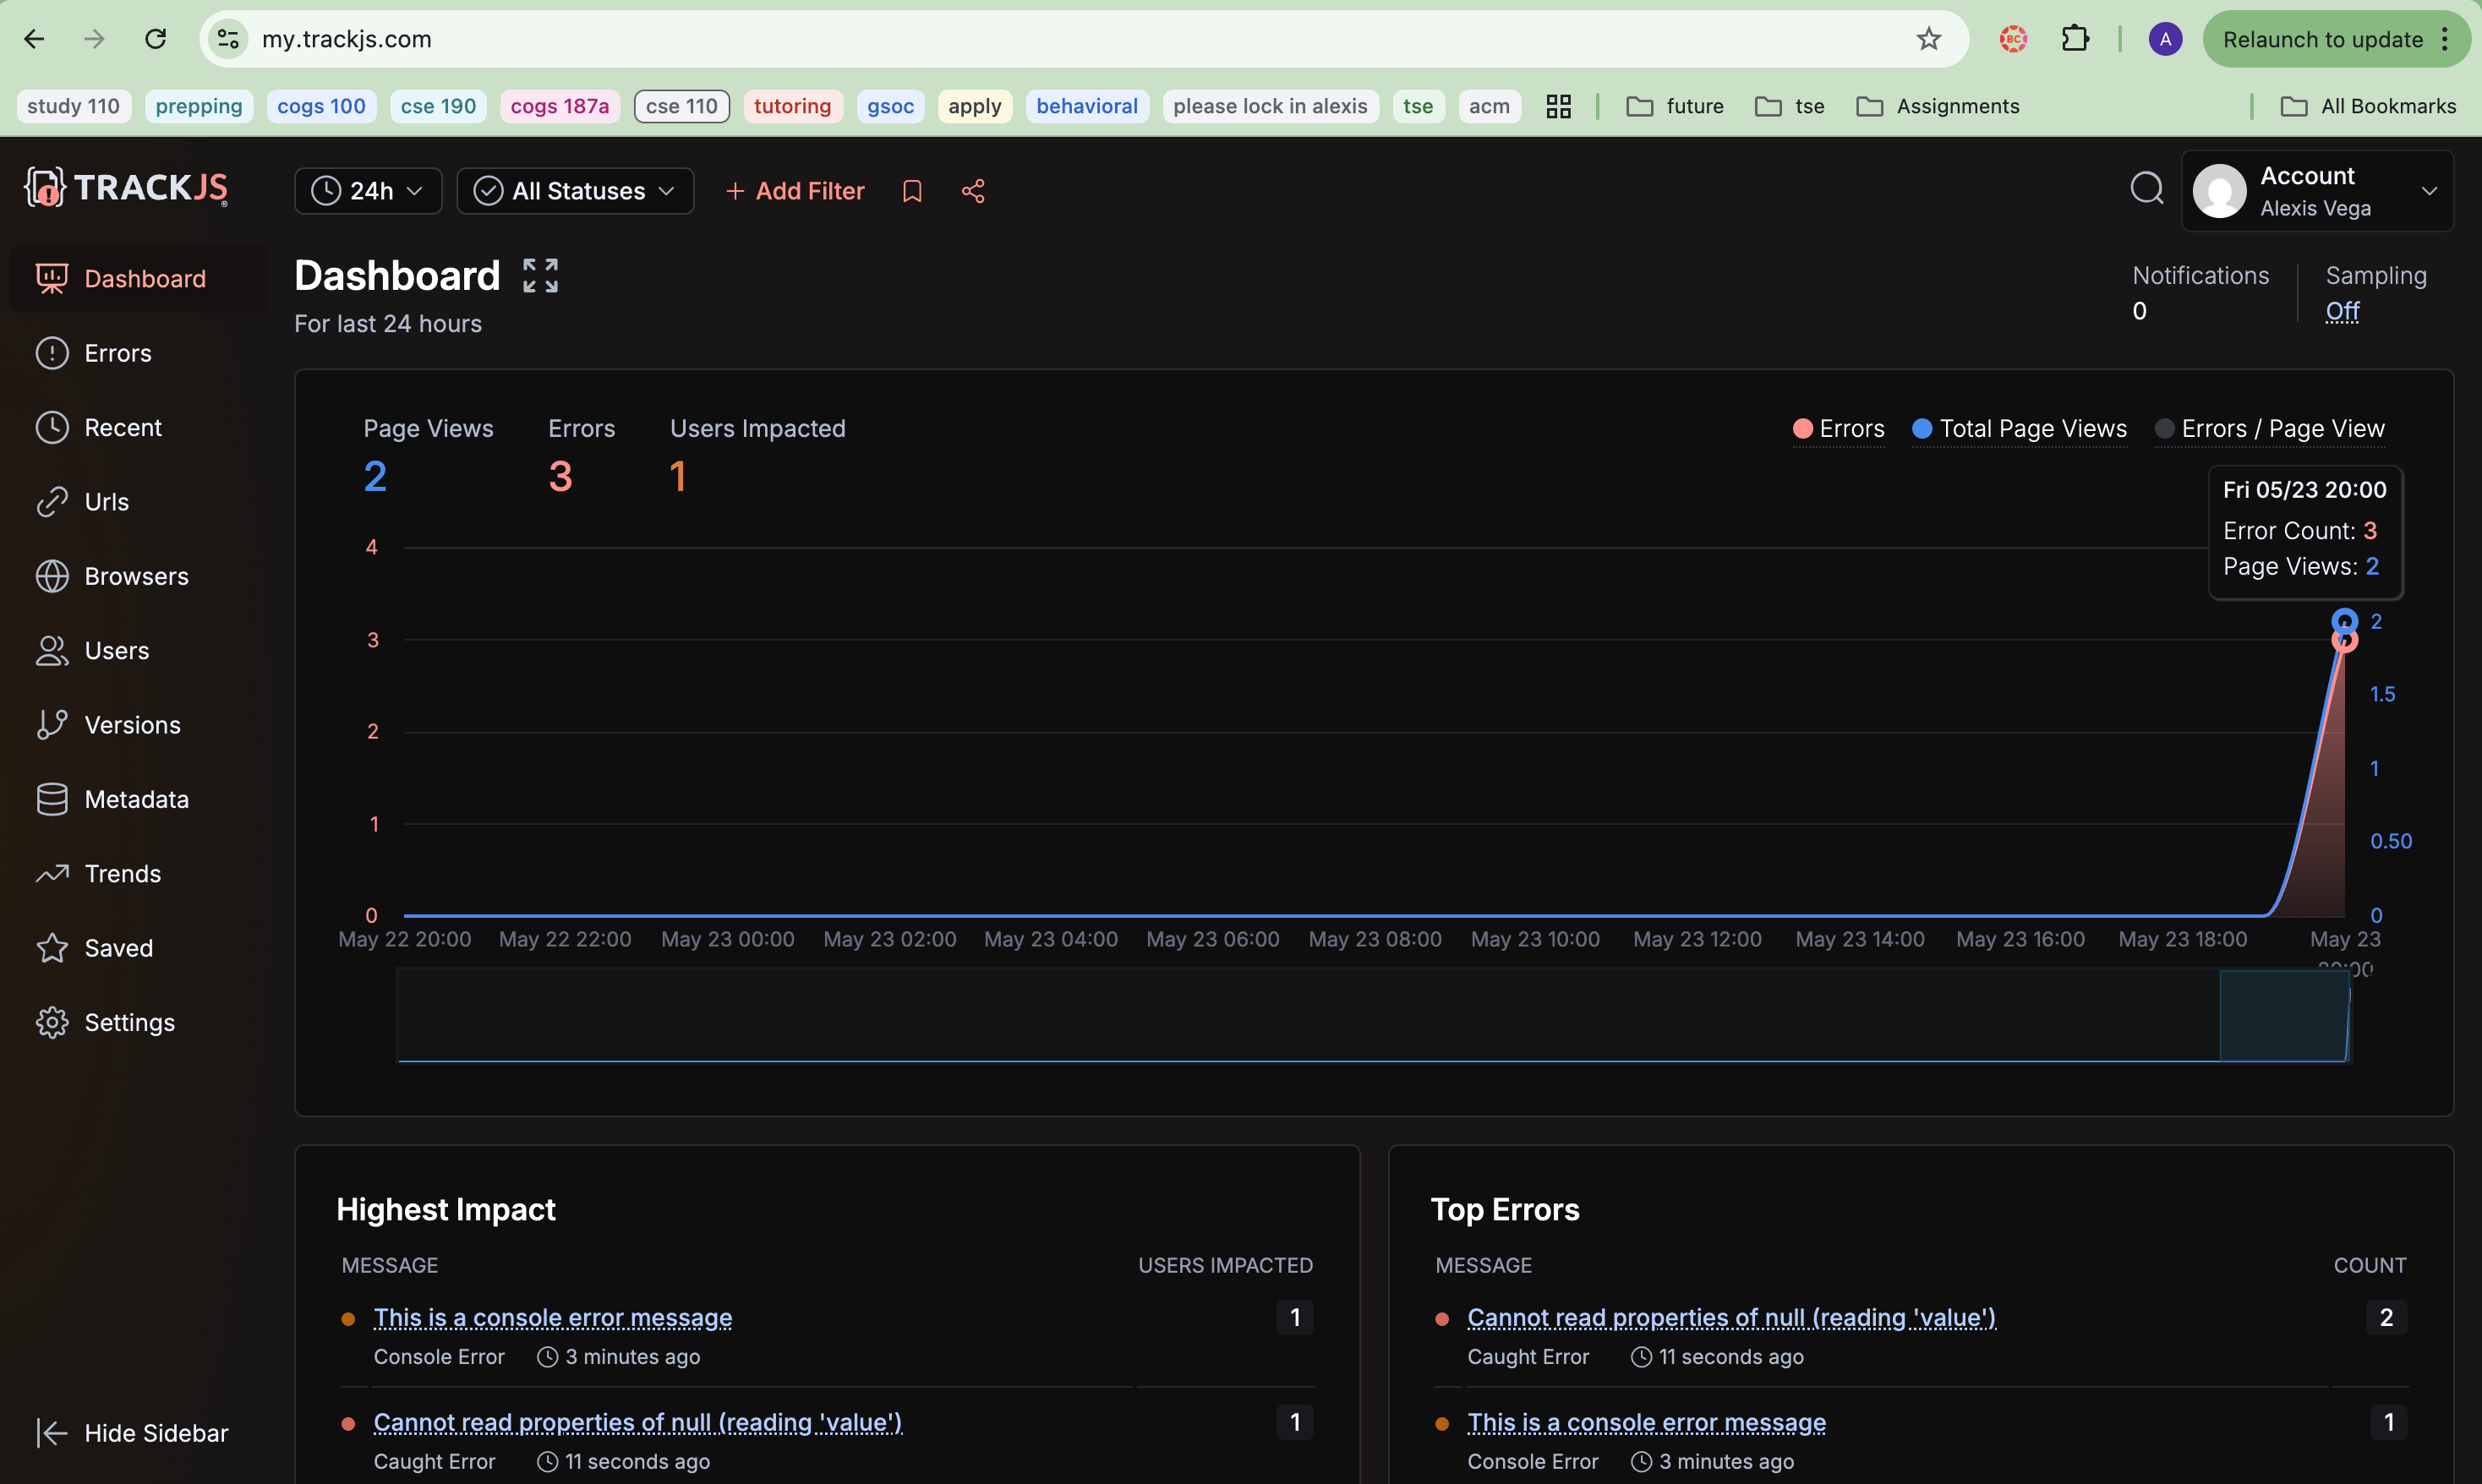 my.trackjs.com
A
Relaunch to update
study 110 prepping cogs 100 cse 190 cogs 187a cse 110 tutoring gsoc apply behavioral please lock in alexis tse acm future tse Assignments All Bookmarks
TRACKJS
24h All Statuses + Add Filter
Account
Alexis Vega
Dashboard
Errors
Recent
Urls
Browsers
Users
Versions
Metadata
Trends
Saved
Settings
Hide Sidebar
Dashboard
For last 24 hours
Notifications
0
Sampling
Off
Page Views
2
Errors
3
Users Impacted
1
Errors Total Page Views Errors / Page View
Fri 05/23 20:00
Error Count: 3
Page Views: 2
4
3
2
1
0
2
1.5
1
0.50
0
May 22 20:00 May 22 22:00 May 23 00:00 May 23 02:00 May 23 04:00 May 23 06:00 May 23 08:00 May 23 10:00 May 23 12:00 May 23 14:00 May 23 16:00 May 23 18:00 May 23
20:00
Highest Impact
MESSAGE USERS IMPACTED
This is a console error message 1
Console Error 3 minutes ago
Cannot read properties of null (reading 'value') 1
Caught Error 11 seconds ago
Top Errors
MESSAGE COUNT
Cannot read properties of null (reading 'value') 2
Caught Error 11 seconds ago
This is a console error message 1
Console Error 3 minutes ago